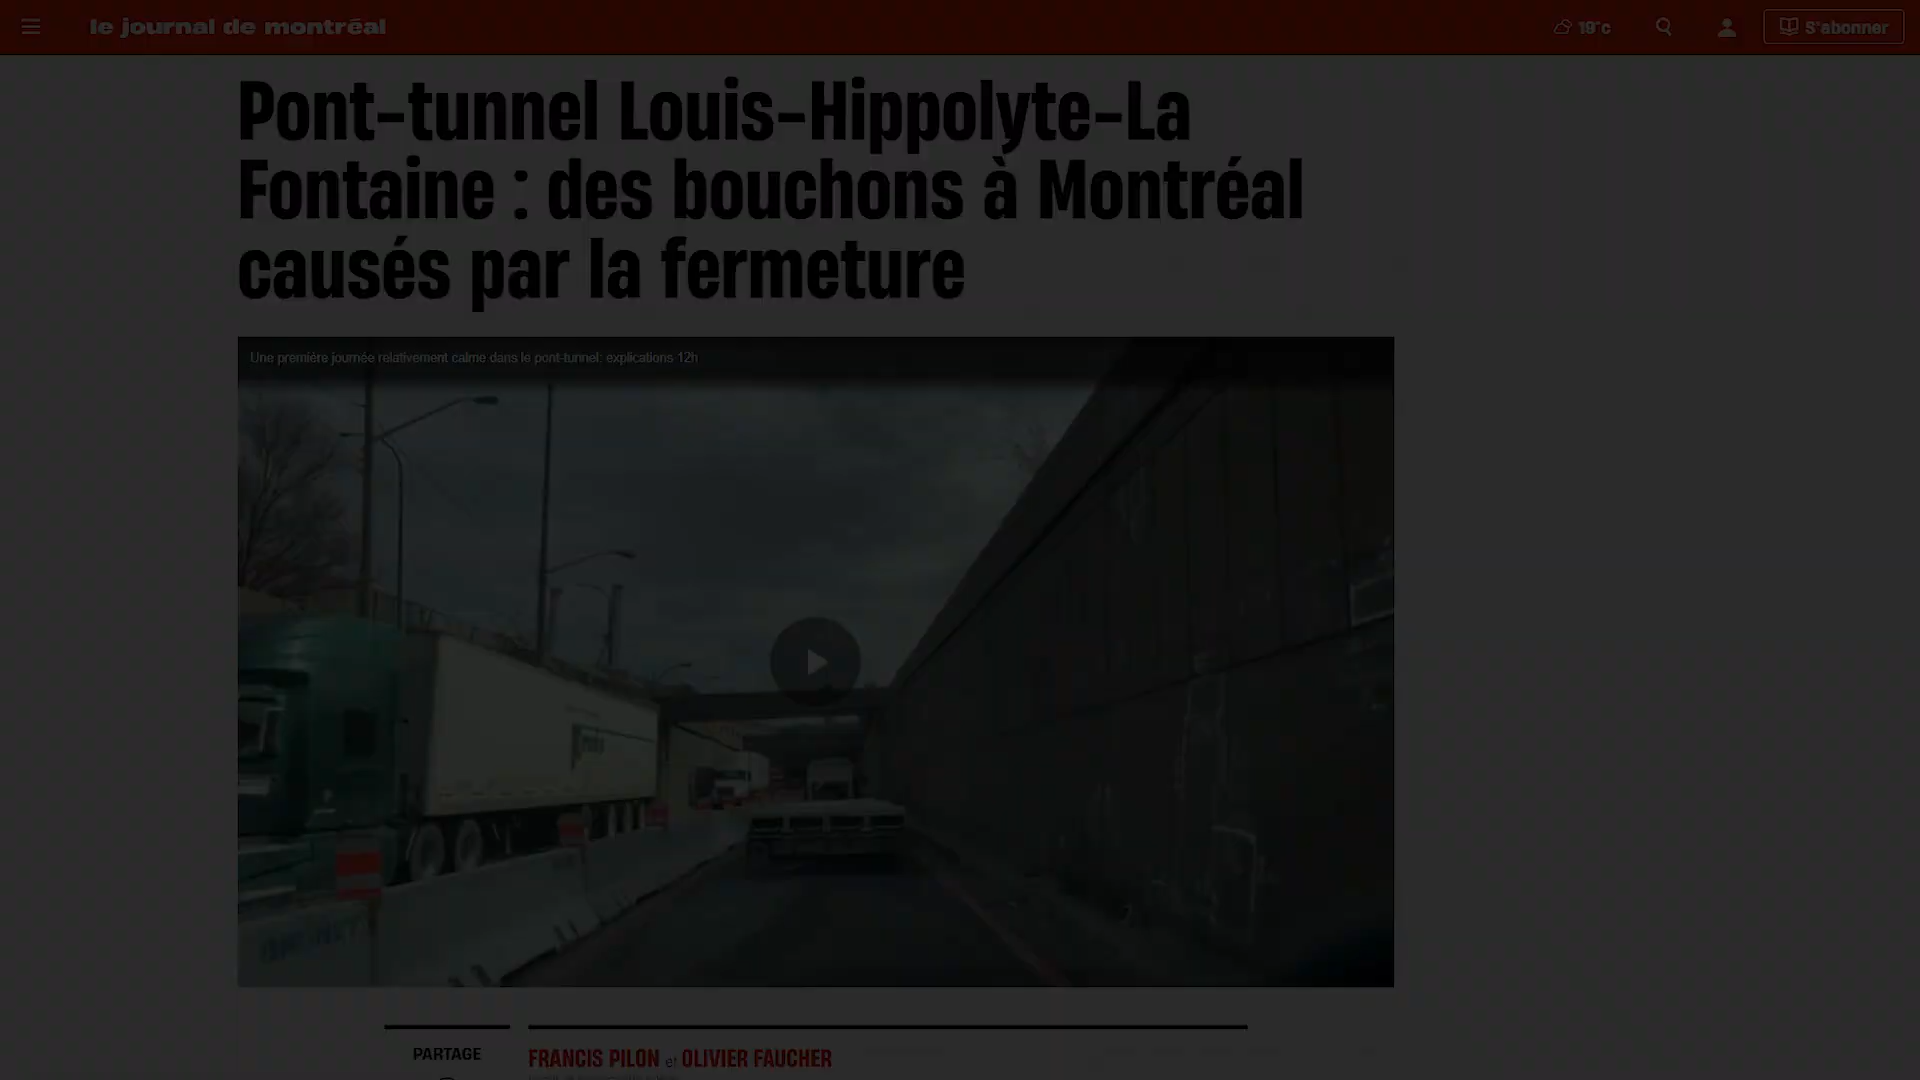 le journal de montréal
19°c
S'abonner
Pont-tunnel Louis-Hippolyte-La
Fontaine : des bouchons à Montréal
causés par la fermeture
Une première journée relativement calme dans le pont-tunnel: explications 12h
PARTAGE
FRANCIS PILON et OLIVIER FAUCHER